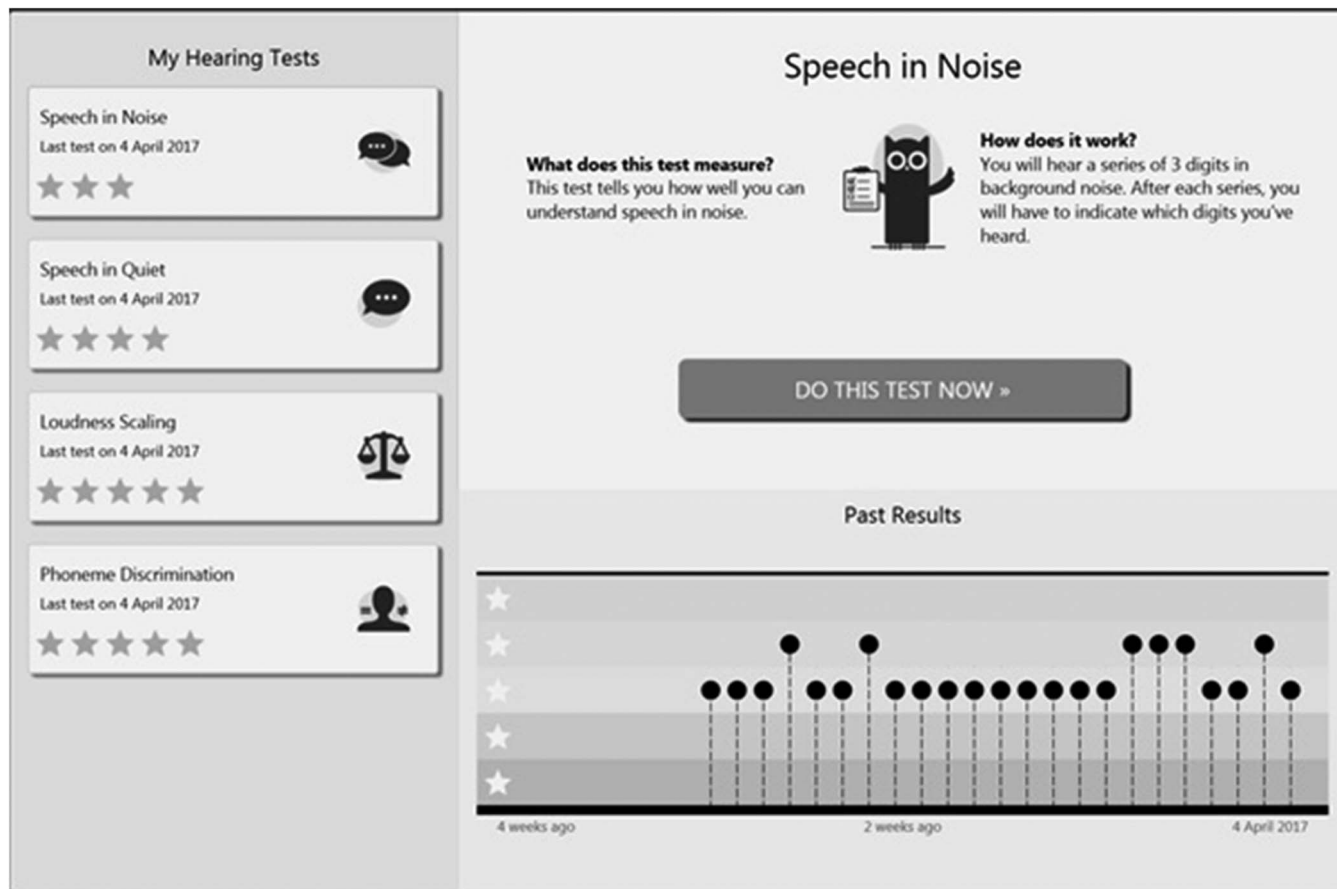 My Hearing Tests
Speech in Noise
Last test on 4 April 2017
Speech in Quiet
Last test on 4 April 2017
Loudness Scaling
Last test on 4 April 2017
Phoneme Discrimination
Last test on 4 April 2017
Speech in Noise
What does this test measure?
This test tells you how well you can
understand speech in noise.
How does it work?
You will hear a series of 3 digits in
background noise. After each series, you
will have to indicate which digits you've
heard.
DO THIS TEST NOW »
Past Results
4 weeks ago
2 weeks ago
4 April 2017